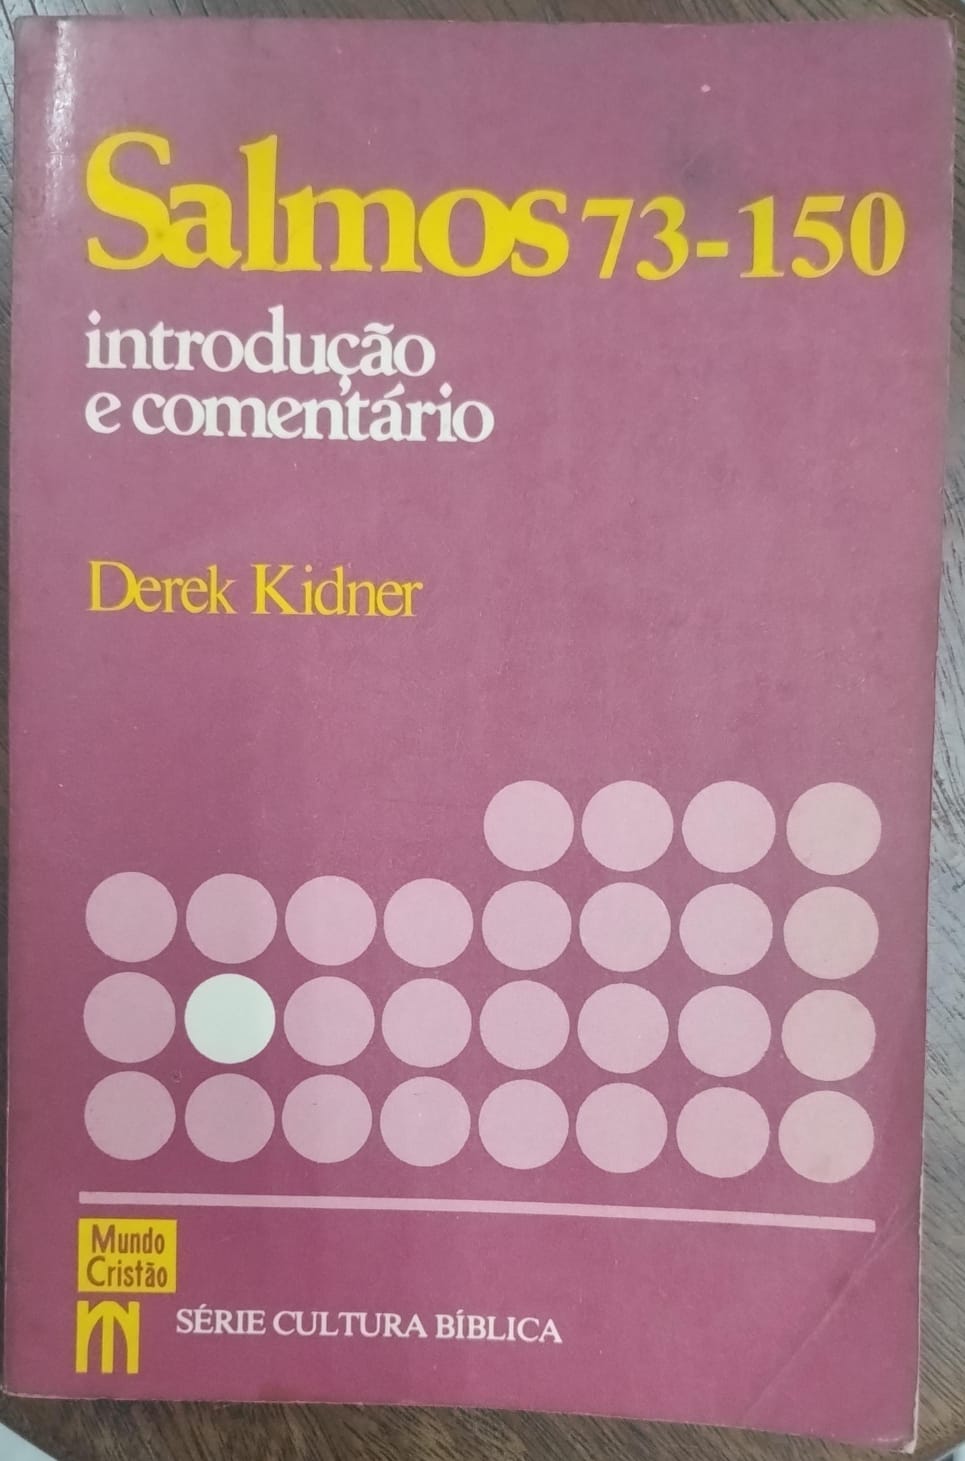 Salmos 73-150
introdução
e comentário
Derek Kidner
Mundo
Cristão
SÉRIE CULTURA BÍBLICA